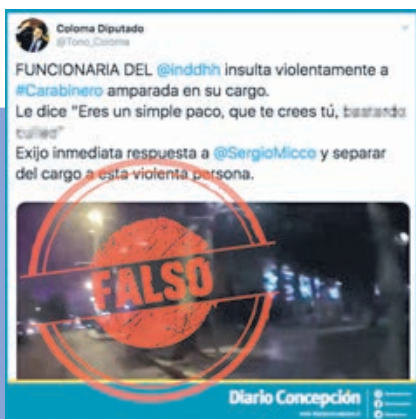 Coloma Diputado
@Tono_Coloma
FUNCIONARIA DEL @inddhh insulta violentamente a
#Carabinero amparada en su cargo.
Le dice "Eres un simple paco, que te crees tú,
Exijo inmediata respuesta a @SergioMicco y separar
del cargo a esta violenta persona.
FALSO
Diario Concepción